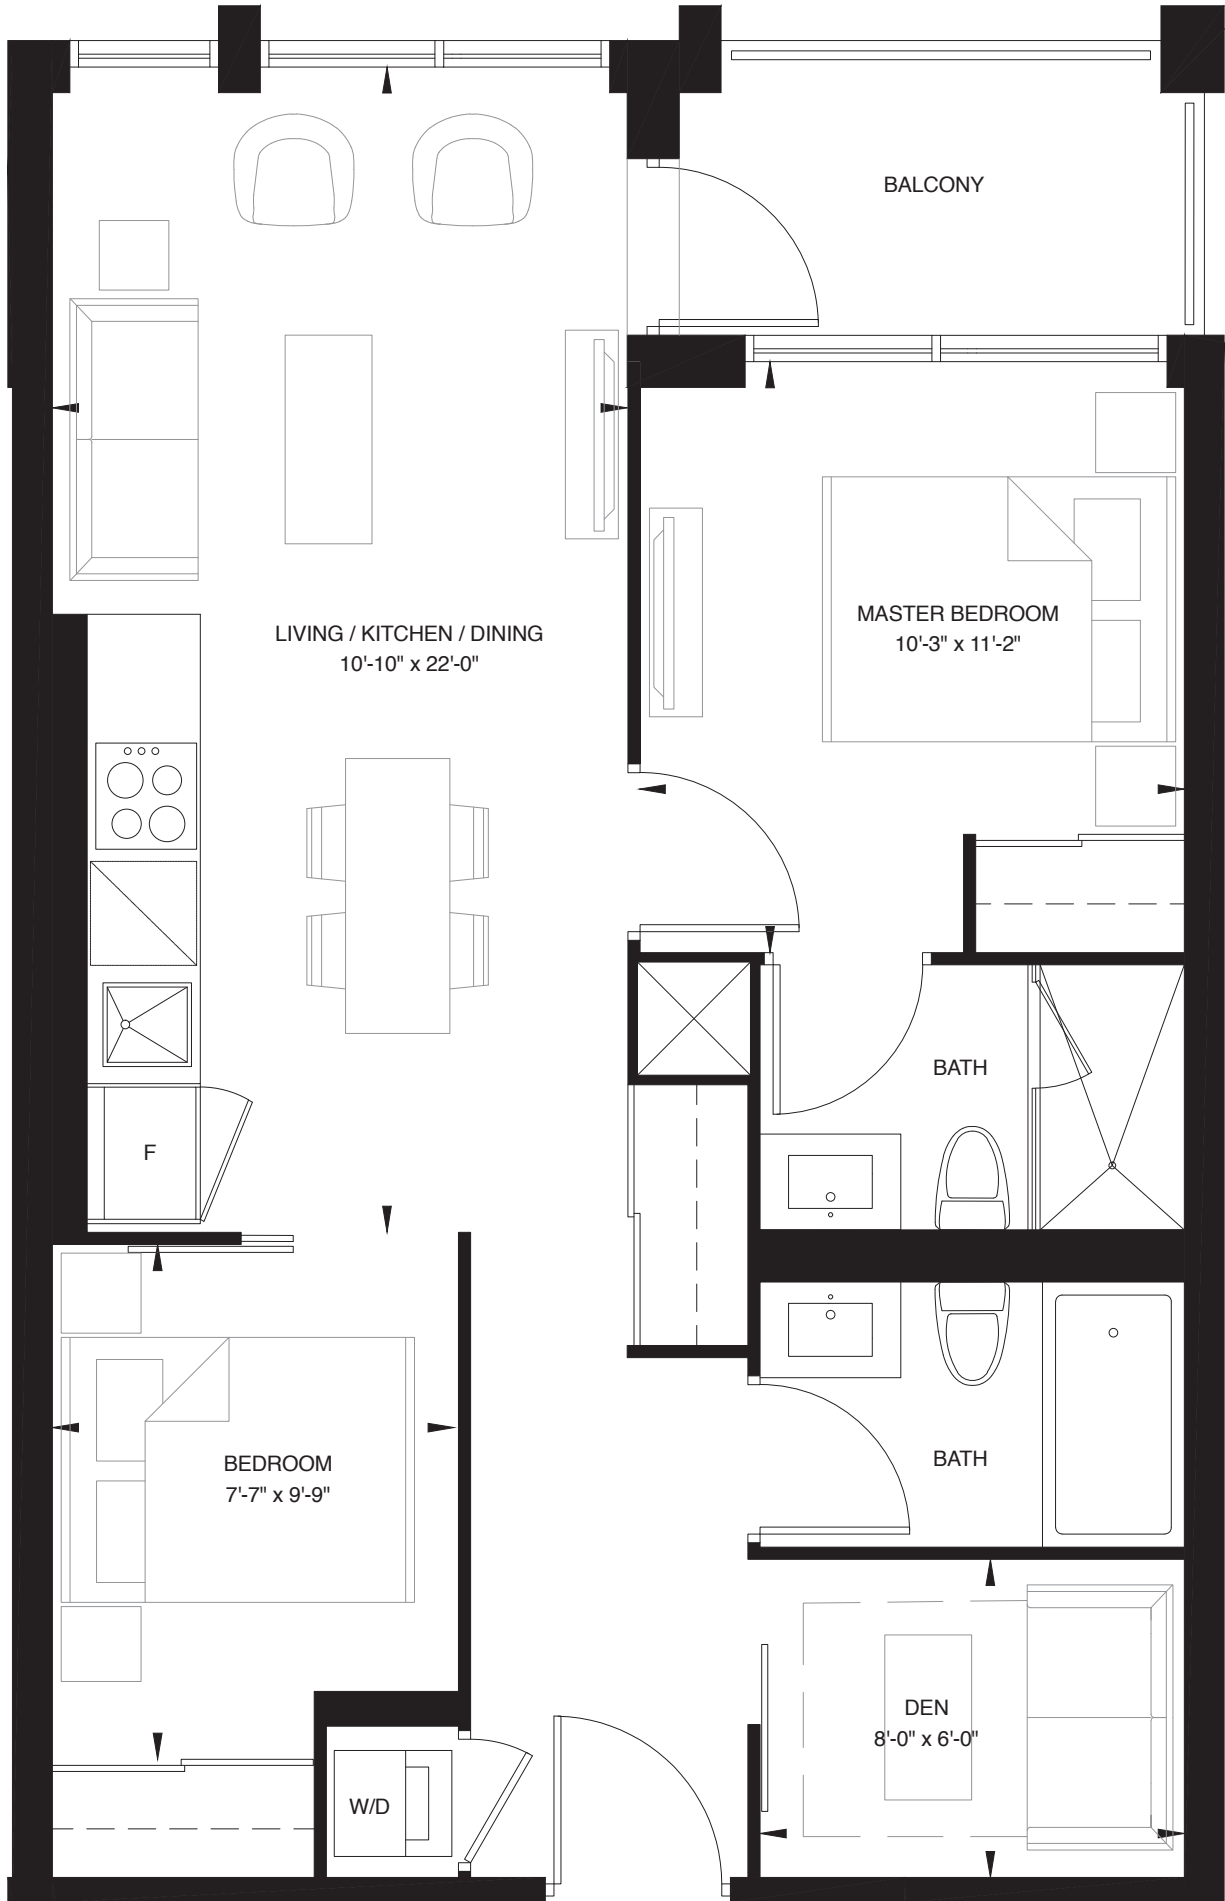 BALCONY
LIVING / KITCHEN / DINING
10'-10" x 22'-0"
MASTER BEDROOM
10'-3" x 11'-2"
BATH
F
BEDROOM
7'-7" x 9'-9"
BATH
DEN
8'-0" x 6'-0"
W/D